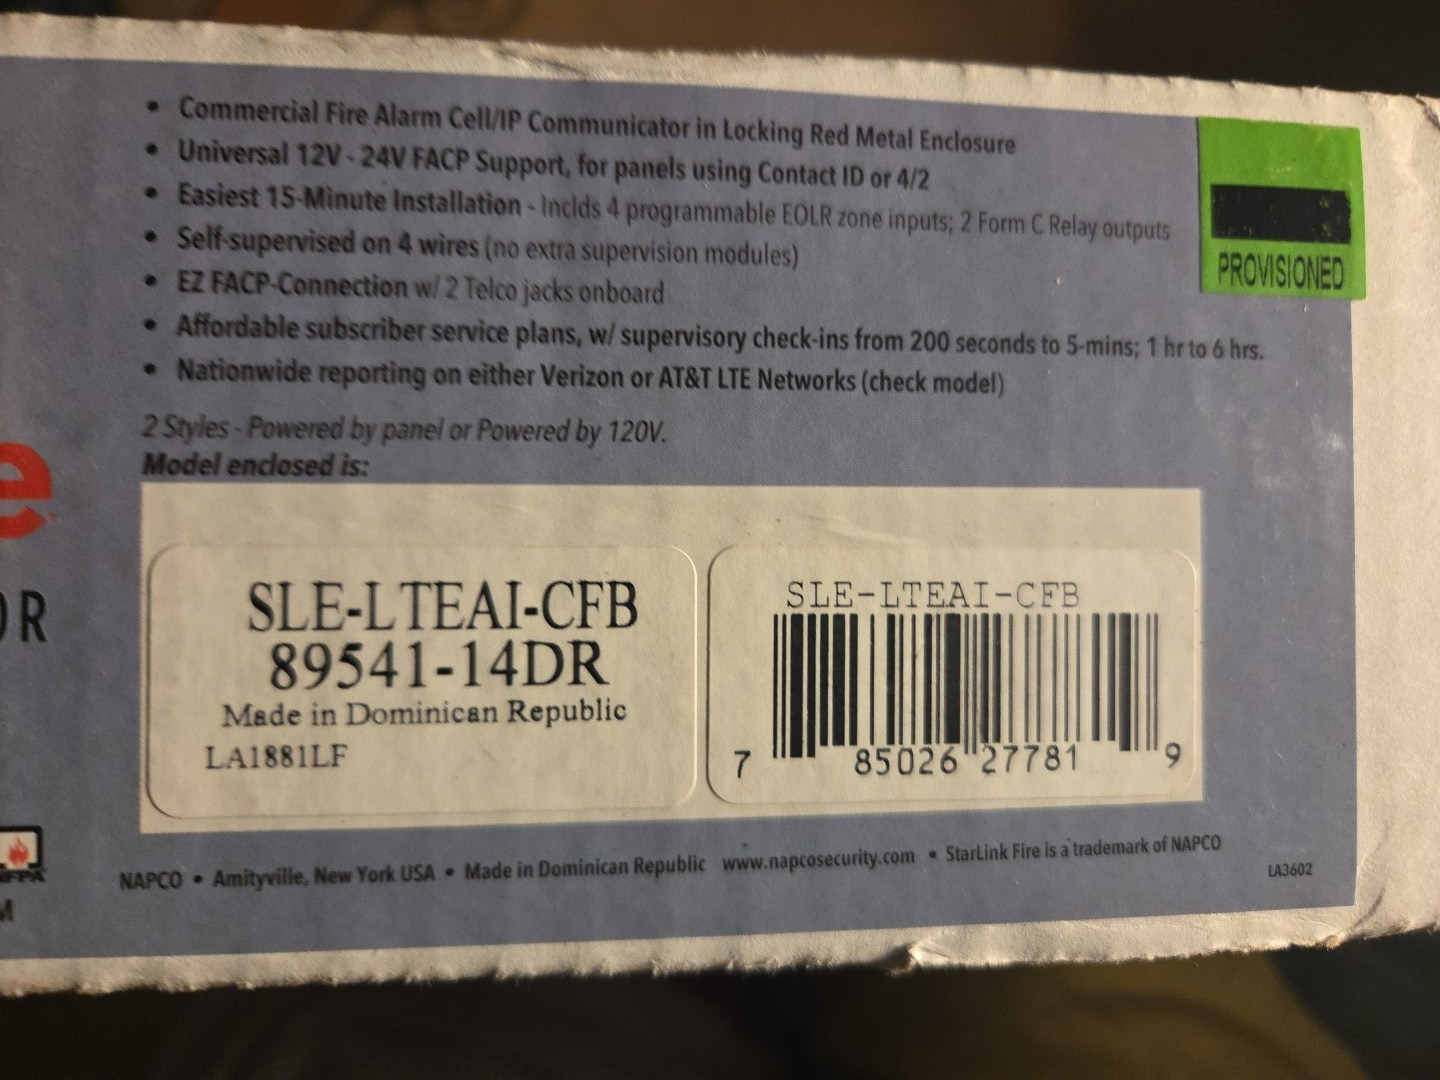 • Commercial Fire Alarm Cell/IP Communicator in Locking Red Metal Enclosure
• Universal 12V - 24V FACP Support, for panels using Contact ID or 4/2
• Easiest 15-Minute Installation - Inclds 4 programmable EOLR zone inputs; 2 Form C Relay outputs
• Self-supervised on 4 wires (no extra supervision modules)
• EZ FACP-Connection w/ 2 Telco jacks onboard
• Affordable subscriber service plans, w/ supervisory check-ins from 200 seconds to 5-mins; 1 hr to 6 hrs.
• Nationwide reporting on either Verizon or AT&T LTE Networks (check model)
PROVISIONED
2 Styles - Powered by panel or Powered by 120V.
Model enclosed is:
e
OR
SLE-LTEAI-CFB
89541-14DR
Made in Dominican Republic
LA1881LF
SLE-LTEAI-CFB
7 85026 27781 9
NFPA
M
NAPCO • Amityville, New York USA • Made in Dominican Republic www.napcosecurity.com • StarLink Fire is a trademark of NAPCO
LA3602